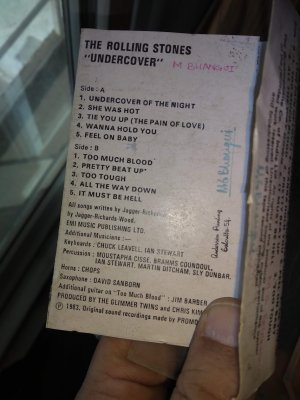 THE ROLLING STONES
"UNDERCOVER"
M BHANGUI
Side : A
1. UNDERCOVER OF THE NIGHT
2. SHE WAS HOT
3. TIE YOU UP (THE PAIN OF LOVE)
4. WANNA HOLD YOU
5. FEEL ON BABY
Side : B
1. TOO MUCH BLOOD*
2. PRETTY BEAT UP*
3. TOO TOUGH
4. ALL THE WAY DOWN
5. IT MUST BE HELL
All songs written by Jagger-Richards
by Jagger-Richards-Wood.
EMI MUSIC PUBLISHING LTD.
Additional Musicians :—
Keyboards : CHUCK LEAVELL, IAN STEWART
Percussion : MOUSTAPHA CISSE, BRAHMS COUNDOUL,
IAN STEWART, MARTIN DITCHAM, SLY DUNBAR.
Horns : CHOPS
Saxophone : DAVID SANBORN
Additional guitar on "Too Much Blood" : JIM BARBER
PRODUCED BY THE GLIMMER TWINS AND CHRIS KIM
℗ 1983. Original sound recordings made by PROMO
Bhangui